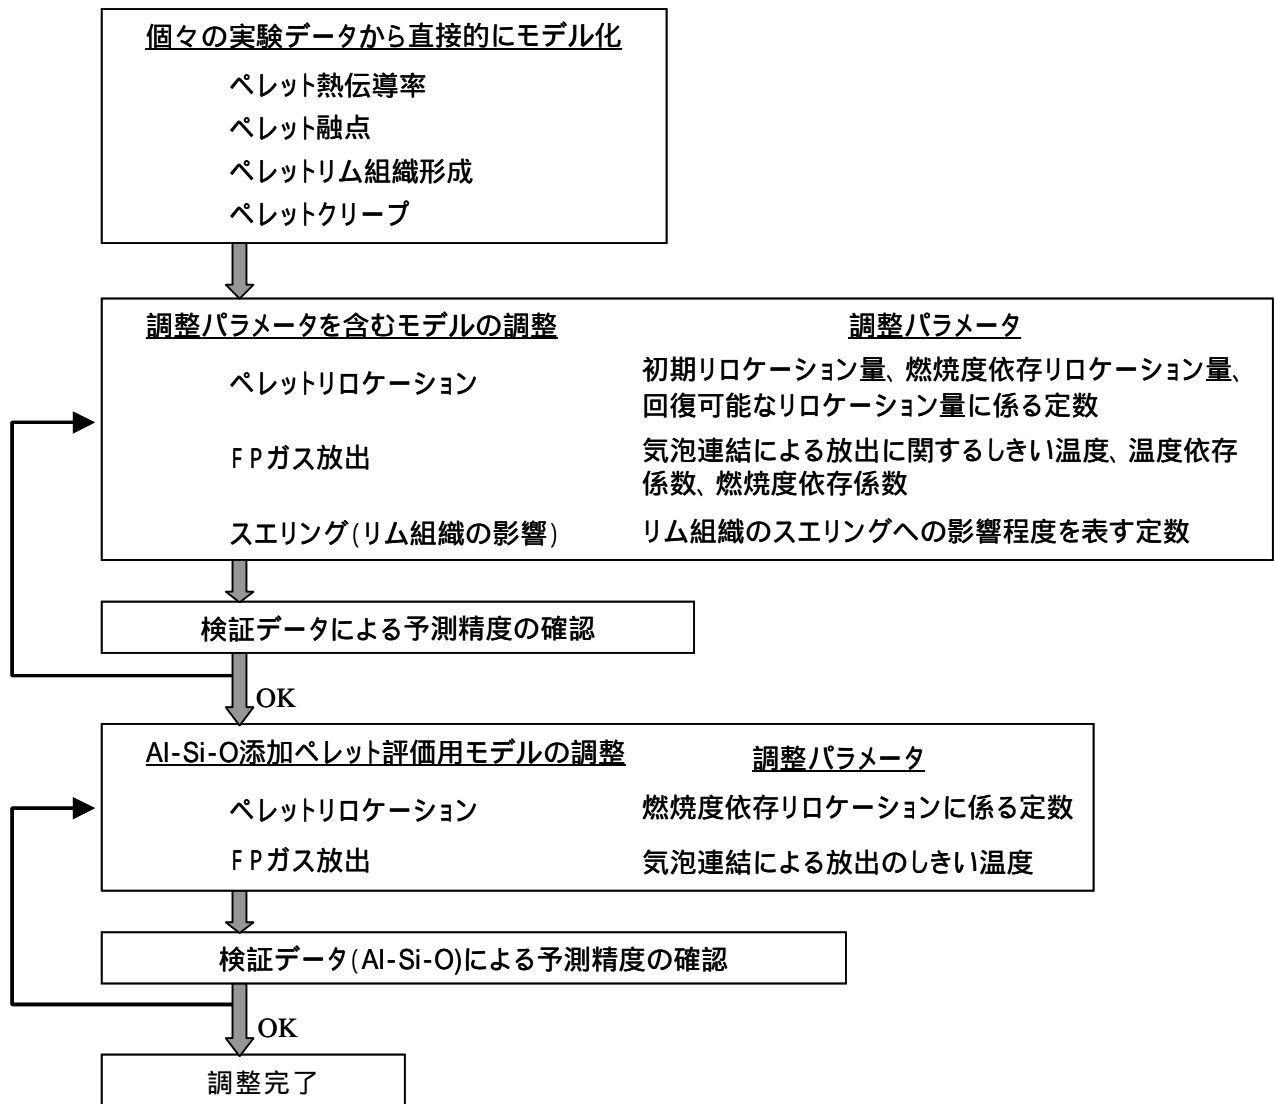 個々の実験データから直接的にモデル化
ペレット熱伝導率
ペレット融点
ペレットリム組織形成
ペレットクリープ
調整パラメータを含むモデルの調整
調整パラメータ
ペレットリロケーション
初期リロケーション量、燃焼度依存リロケーション量、
回復可能なリロケーション量に係る定数
FPガス放出
気泡連結による放出に関するしきい温度、温度依存
係数、燃焼度依存係数
スエリング(リム組織の影響)
リム組織のスエリングへの影響程度を表す定数
検証データによる予測精度の確認
OK
Al-Si-O添加ペレット評価用モデルの調整
調整パラメータ
ペレットリロケーション
燃焼度依存リロケーションに係る定数
FPガス放出
気泡連結による放出のしきい温度
検証データ(Al-Si-O)による予測精度の確認
OK
調整完了